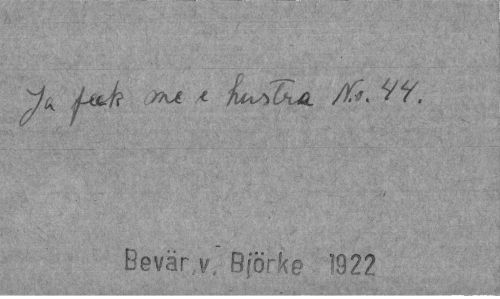 Ja feck me e hustra No. 44.
Bevär, v. Björke 1922